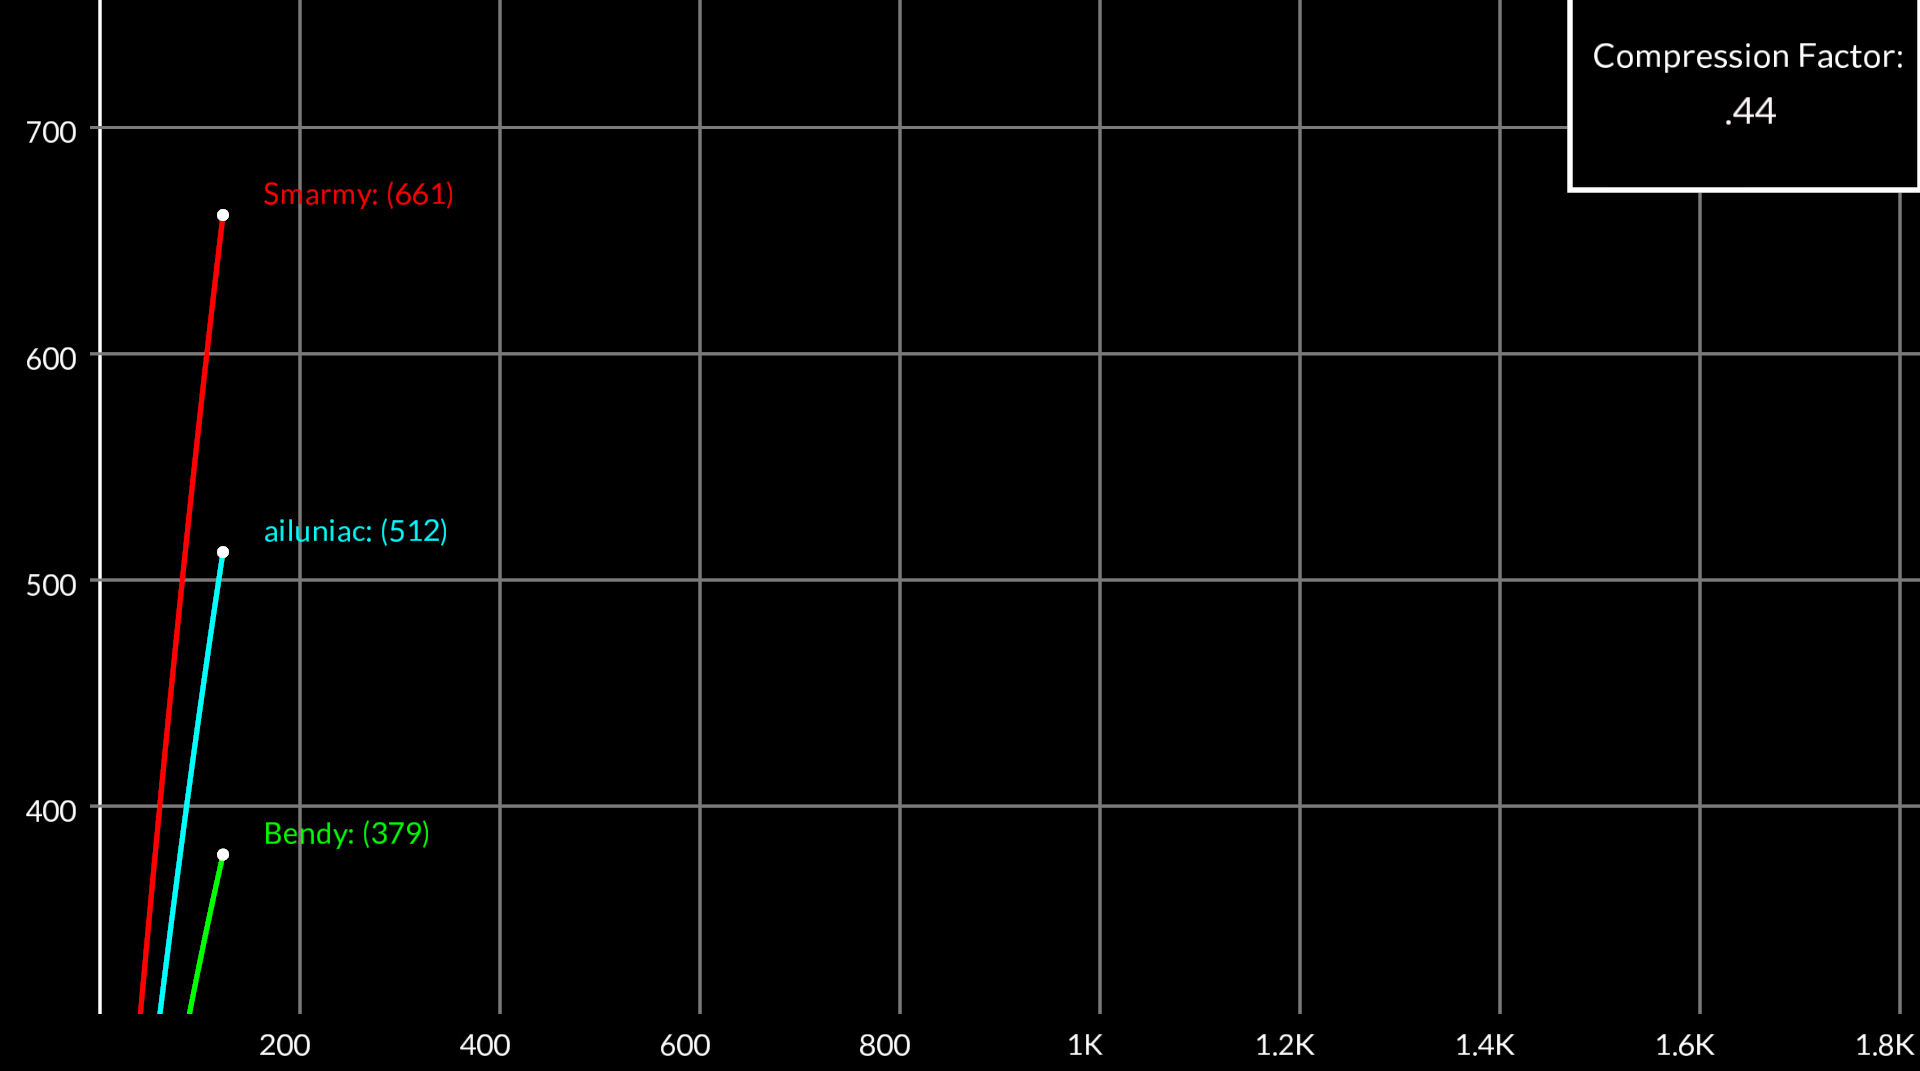 Compression Factor:
.44
700
Smarmy: (661)
600
ailuniac: (512)
500
400
Bendy: (379)
200 400 600 800 1K 1.2K 1.4K 1.6K 1.8K